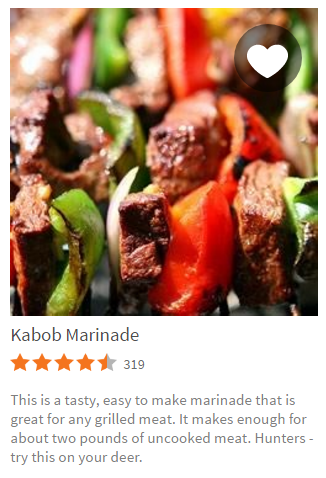 Kabob Marinade
319
This is a tasty, easy to make marinade that is
great for any grilled meat. It makes enough for
about two pounds of uncooked meat. Hunters -
try this on your deer.